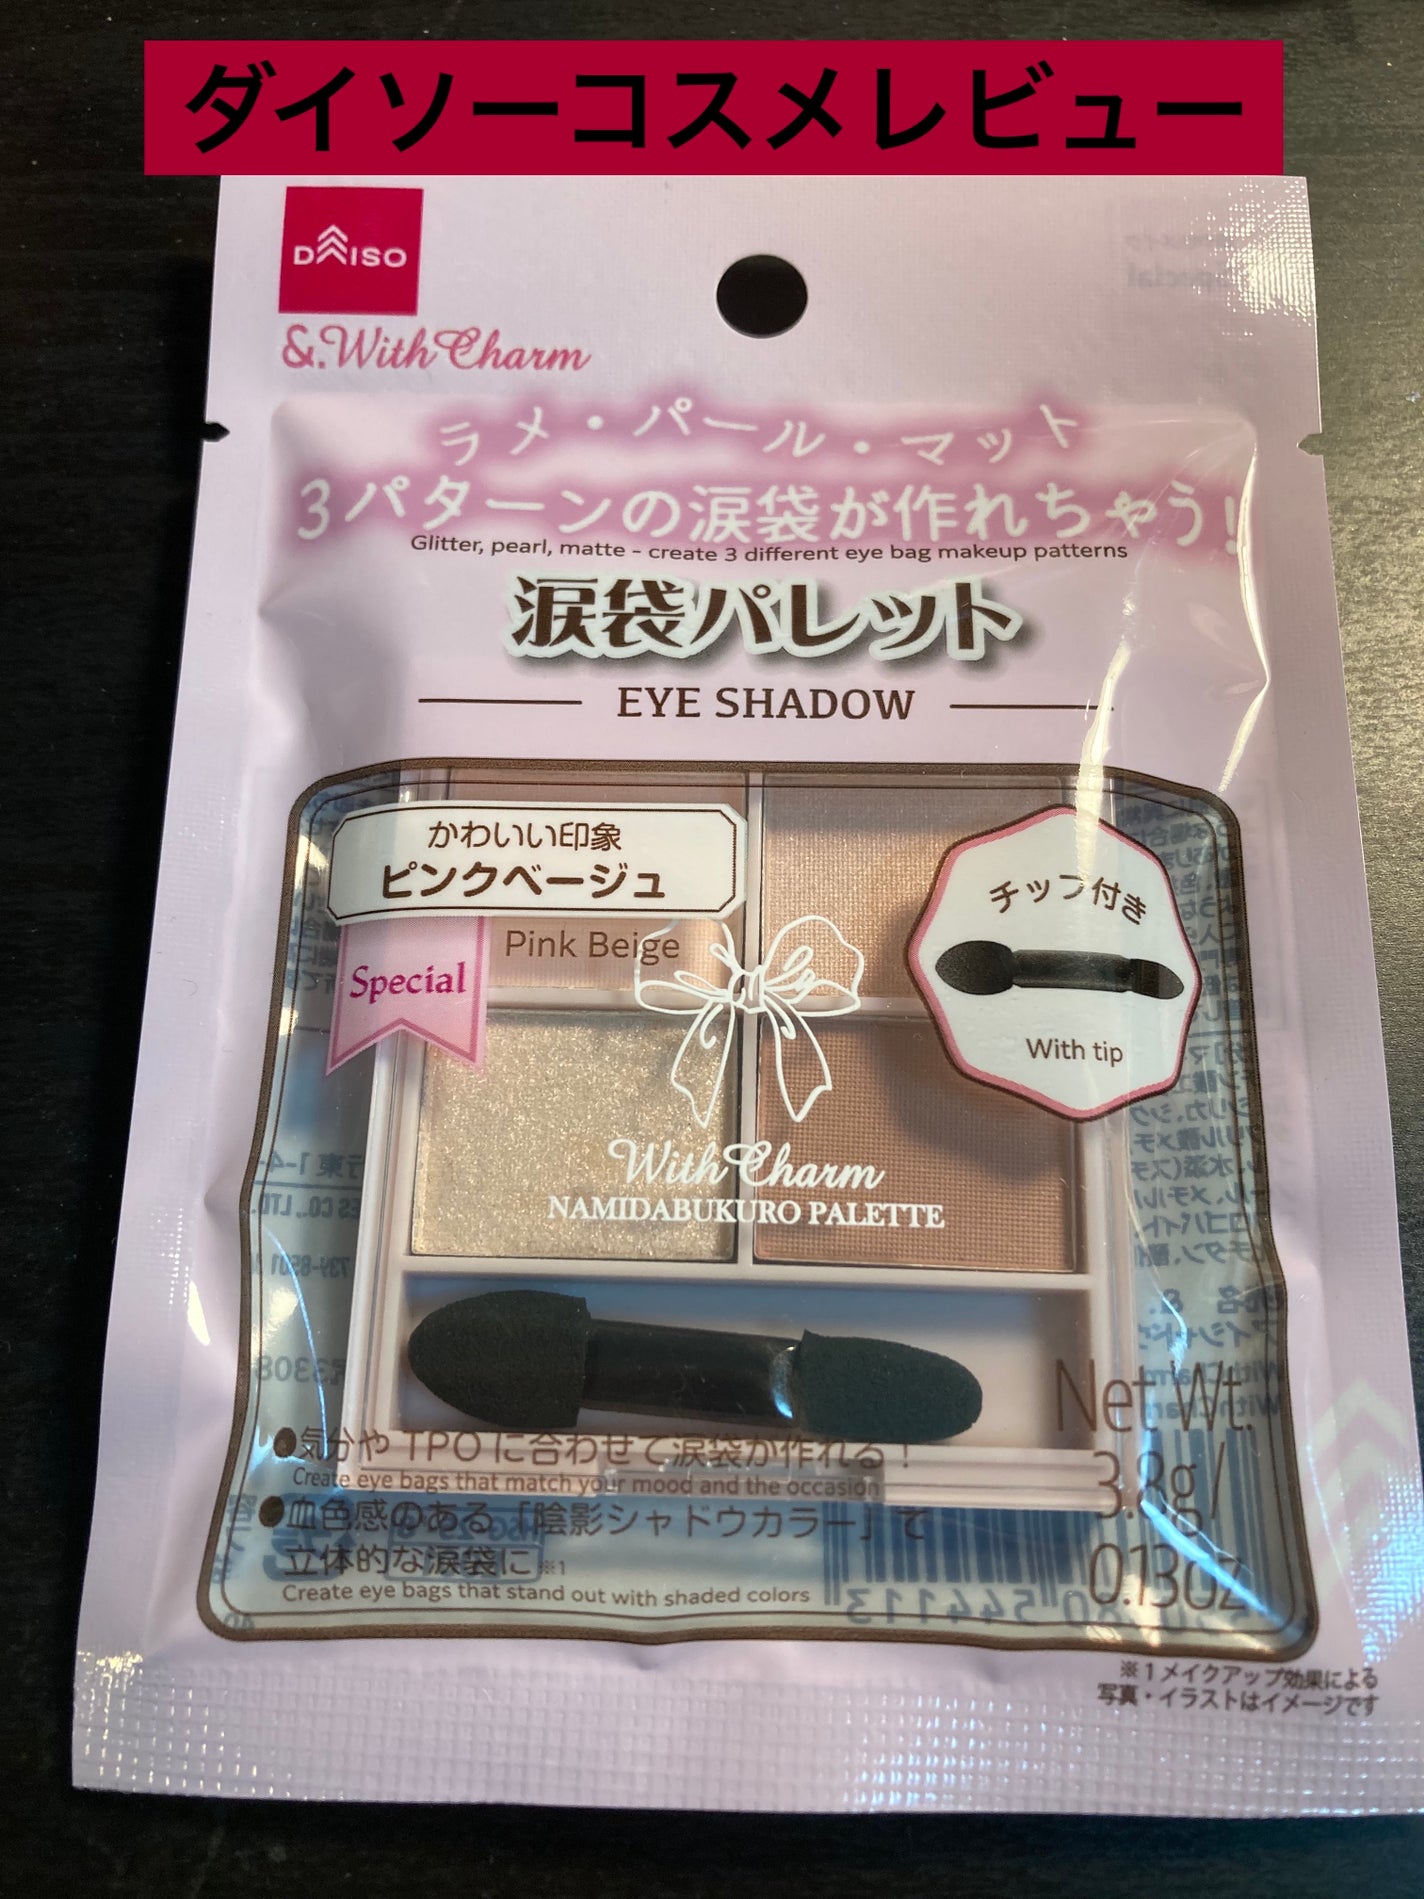 ダイソーコスメレビュー
DAISO
&.With Charm
ラメ・パール・マット
3パターンの涙袋が作れちゃう!
Glitter, pearl, matte - create 3 different eye bag makeup patterns
涙袋パレット
EYE SHADOW
かわいい印象
ピンクベージュ
Pink Beige
Special
チップ付き
With tip
With Charm
NAMIDABUKURO PALETTE
Net Wt.
3.8g/
0.13oz
●気分や TPO に合わせて涙袋が作れる!
Create eye bags that match your mood and the occasion
●血色感のある「陰影シャドウカラー」で
立体的な涙袋に※1
Create eye bags that stand out with shaded colors
※1メイクアップ効果による
写真・イラストはイメージです